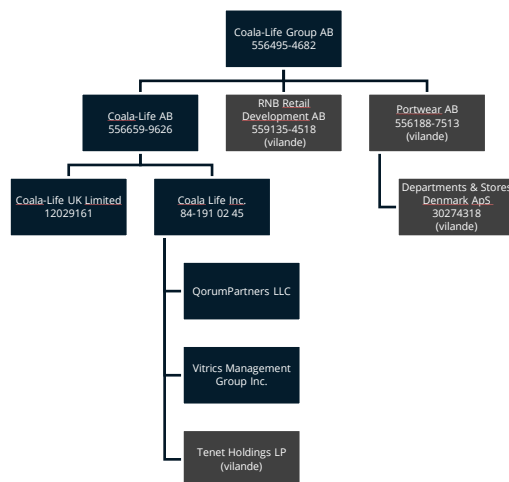 Coala-Life Group AB
556495-4682
Coala-Life AB
556659-9626
RNB Retail
Development AB
559135-4518
(vilande)
Portwear AB
556188-7513
(vilande)
Coala-Life UK Limited
12029161
Coala Life Inc.
84-191 02 45
Departments & Stores
Denmark ApS
30274318
(vilande)
QorumPartners LLC
Vitrics Management
Group Inc.
Tenet Holdings LP
(vilande)